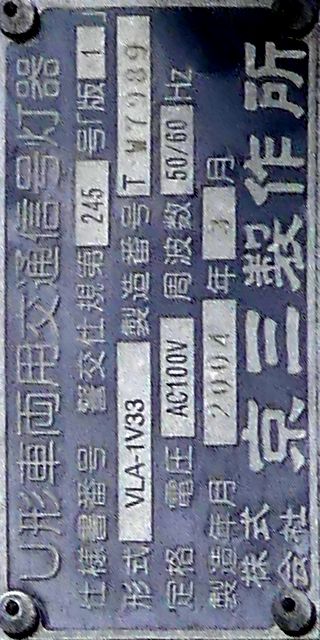 U形車両用交通信号灯器
仕様書番号 警交仕規第 245 号「版 1 」
形式 VLA-1V33 製造番号 T W7989
定格 電圧 AC100V 周波数 50/60 Hz
製造年月 2004 年 3 月
株式会社 京三製作所